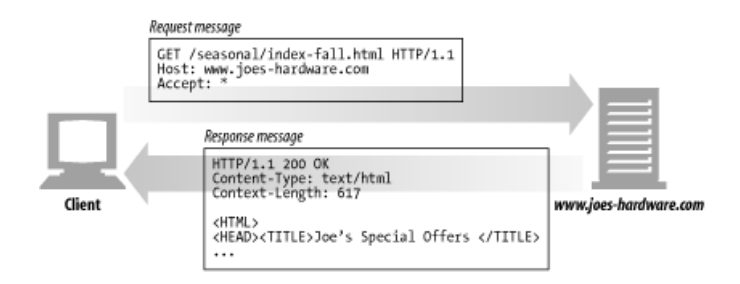 Request message
GET /seasonal/index-fall.html HTTP/1.1
Host: www.joes-hardware.com
Accept: *
Response message
HTTP/1.1 200 OK
Content-Type: text/html
Context-Length: 617
<HTML>
<HEAD><TITLE>Joe's Special Offers </TITLE>
...
Client
www.joes-hardware.com